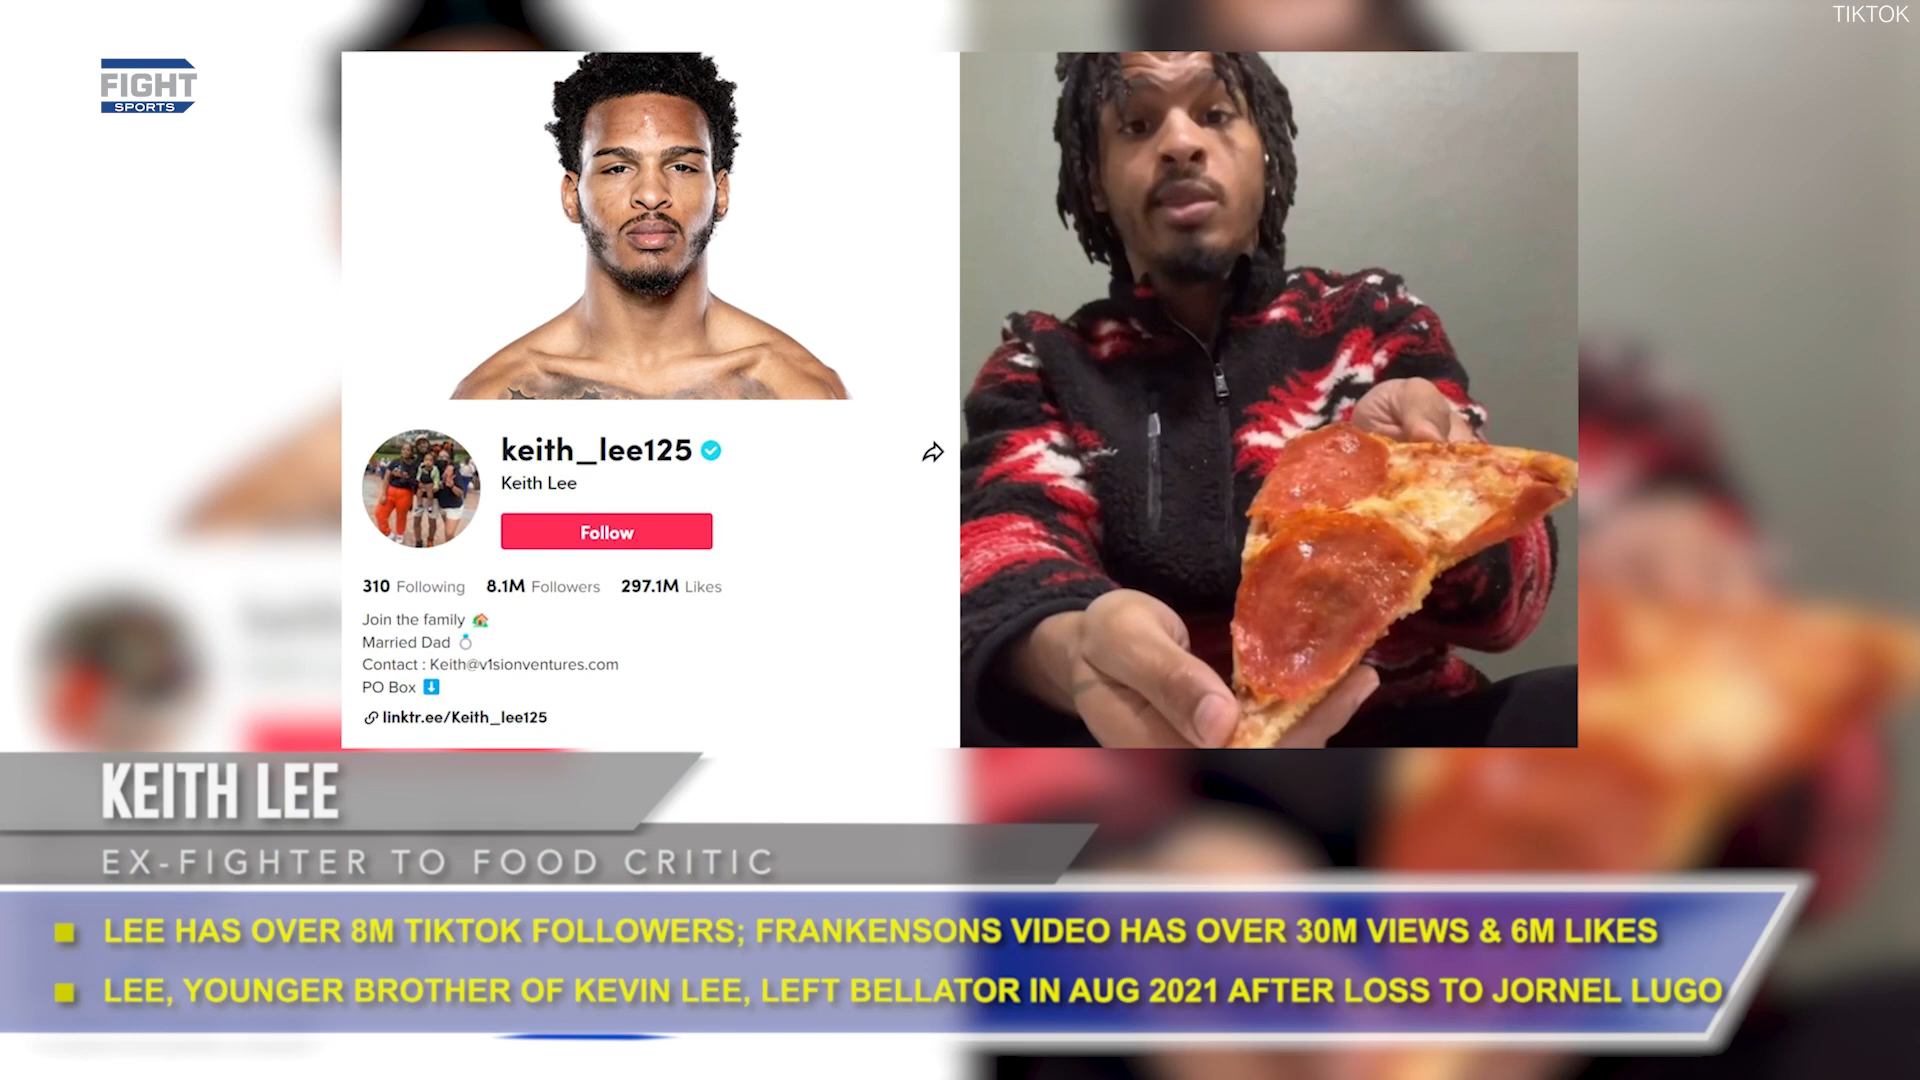 TIKTOK
FIGHT
SPORTS
keith_lee125
Keith Lee
Follow
310 Following 8.1M Followers 297.1M Likes
Join the family
Married Dad
Contact : Keith@v1sionventures.com
PO Box
linktr.ee/Keith_lee125
KEITH LEE
EX-FIGHTER TO FOOD CRITIC
LEE HAS OVER 8M TIKTOK FOLLOWERS; FRANKENSONS VIDEO HAS OVER 30M VIEWS & 6M LIKES
LEE, YOUNGER BROTHER OF KEVIN LEE, LEFT BELLATOR IN AUG 2021 AFTER LOSS TO JORNEL LUGO